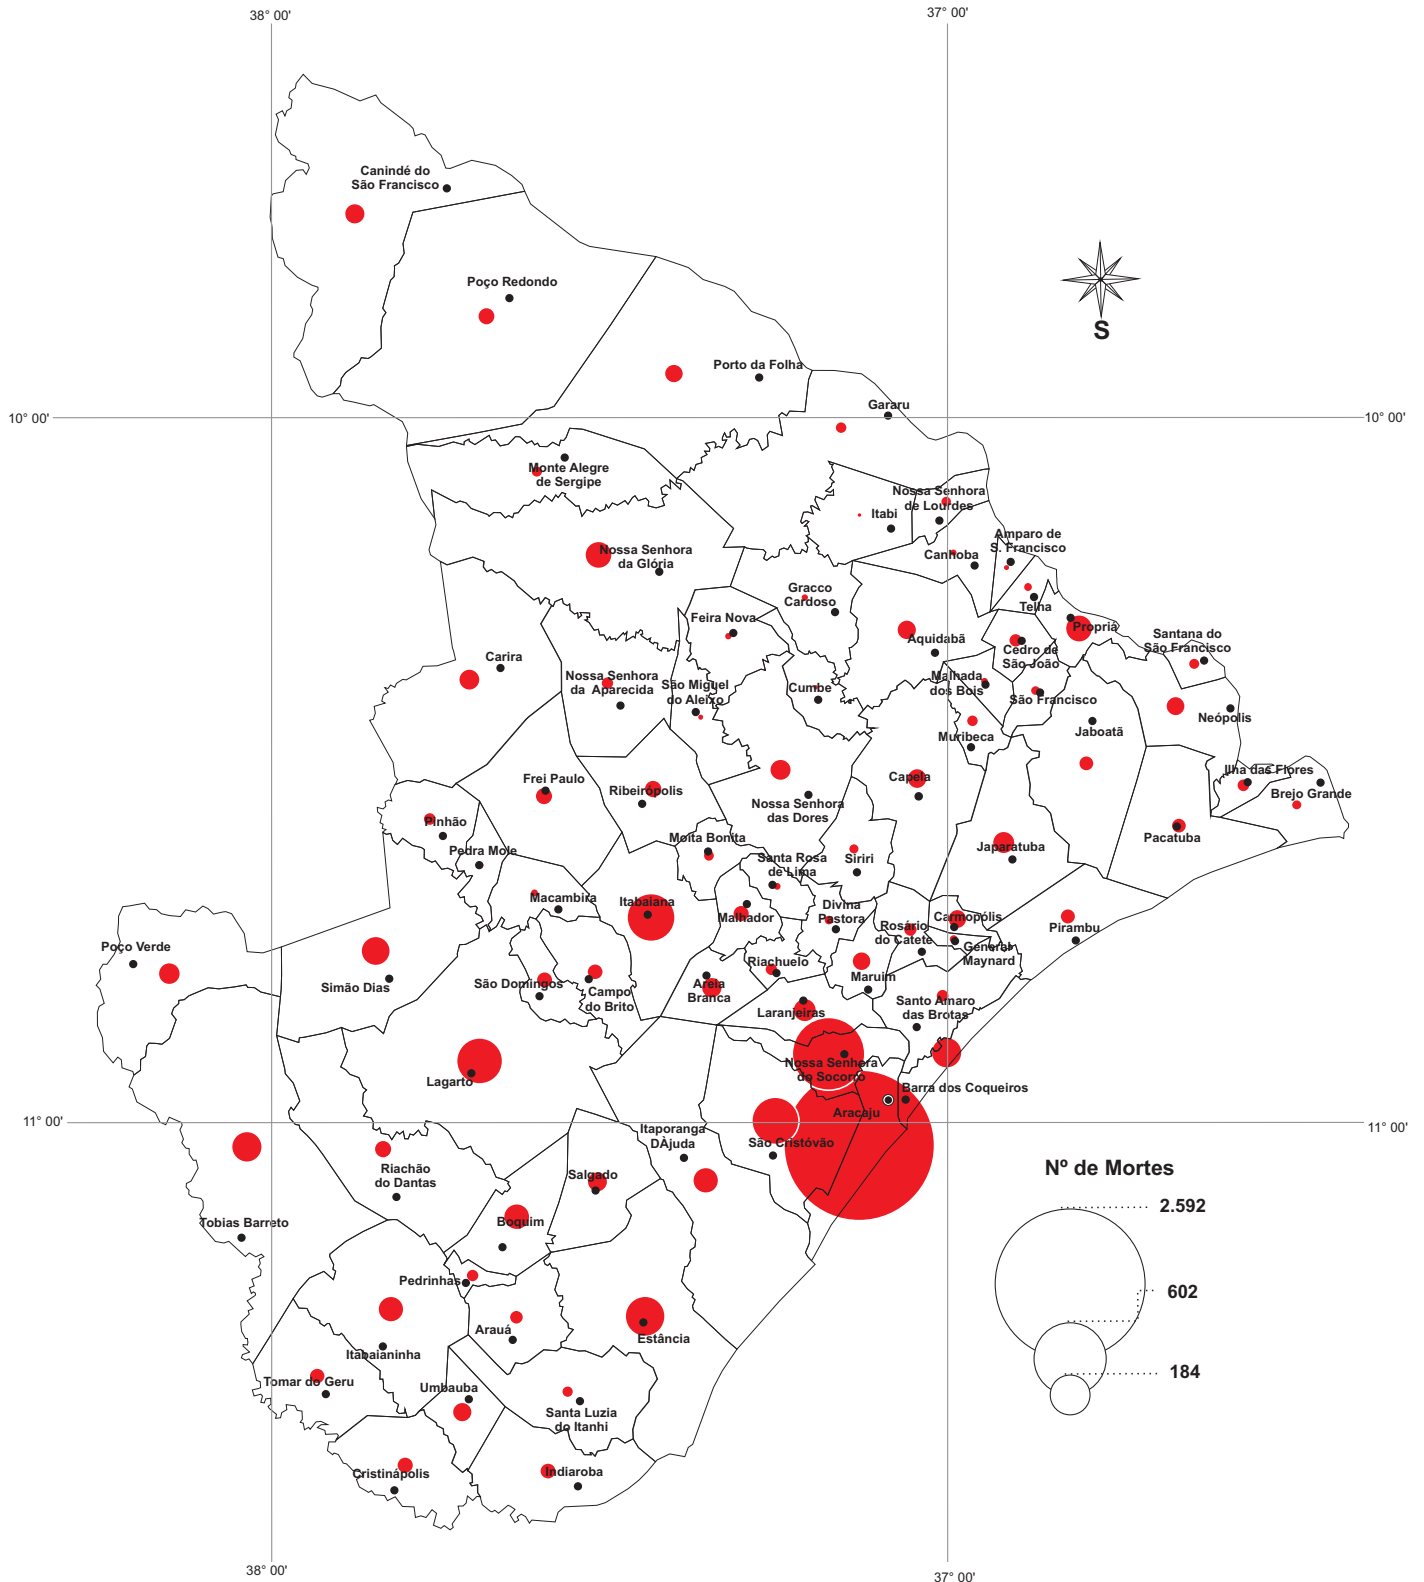 38° 00'
37° 00'
Canindé do
São Francisco
Poço Redondo
S
Porto da Folha
Gararu
10° 00'
10° 00'
Monte Alegre
de Sergipe
Nossa Senhora
de Lourdes
Itabi
Amparo de
S. Francisco
Canhoba
Nossa Senhora
da Glória
Gracco
Cardoso
Telha
Feira Nova
Propriá
Aquidabã
Santana do
São Francisco
Cedro de
São João
Carira
Nossa Senhora
da Aparecida
São Miguel
do Aleixo
Cumbe
Malhada
dos Bois
São Francisco
Neópolis
Jaboatã
Muribeca
Frei Paulo
Ribeirópolis
Capela
Ilha das Flores
Brejo Grande
Nossa Senhora
das Dores
Pinhão
Moita Bonita
Pacatuba
Pedra Mole
Santa Rosa
de Lima
Siriri
Japaratuba
Macambira
Itabaiana
Malhador
Divina
Pastora
Carmopólis
Rosário
do Catete
Pirambu
General
Maynard
Poço Verde
Simão Dias
São Domingos
Campo
do Brito
Areia
Branca
Riachuelo
Maruim
Laranjeiras
Santo Amaro
das Brotas
Nossa Senhora
do Socorro
Lagarto
Barra dos Coqueiros
Aracaju
11° 00'
11° 00'
Itaporanga
DÀjuda
São Cristóvão
Riachão
do Dantas
Salgado
Nº de Mortes
2.592
Tobias Barreto
Boquim
Pedrinhas
602
Arauá
Estância
Itabaianinha
184
Tomar do Geru
Umbauba
Santa Luzia
do Itanhi
Cristinápolis
Indiaroba
38° 00'
37° 00'